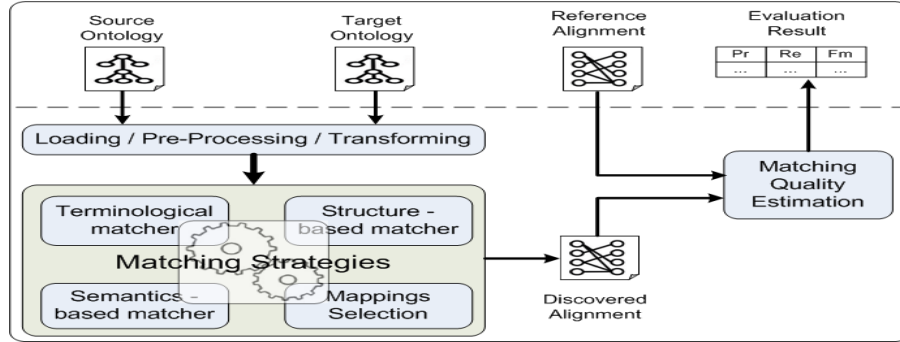 Source
Ontology
Target
Ontology
Reference
Alignment
Evaluation
Result
Pr Re Fm
... ... ...
Loading / Pre-Processing / Transforming
Terminological
matcher
Structure -
based matcher
Matching Strategies
Semantics -
based matcher
Mappings
Selection
Discovered
Alignment
Matching
Quality
Estimation